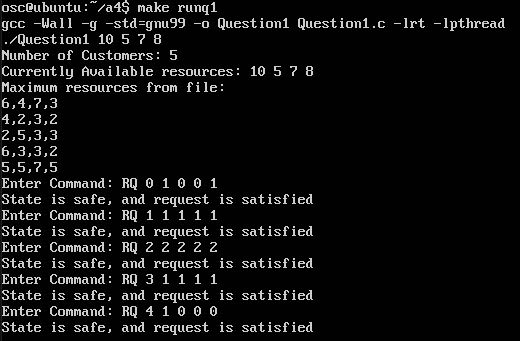 osc@ubuntu:~/a4$ make runq1
gcc -Wall -g -std=gnu99 -o Question1 Question1.c -lrt -lpthread
./Question1 10 5 7 8
Number of Customers: 5
Currently Available resources: 10 5 7 8
Maximum resources from file:
6,4,7,3
4,2,3,2
2,5,3,3
6,3,3,2
5,5,7,5
Enter Command: RQ 0 1 0 0 1
State is safe, and request is satisfied
Enter Command: RQ 1 1 1 1 1
State is safe, and request is satisfied
Enter Command: RQ 2 2 2 2 2
State is safe, and request is satisfied
Enter Command: RQ 3 1 1 1 1
State is safe, and request is satisfied
Enter Command: RQ 4 1 0 0 0
State is safe, and request is satisfied